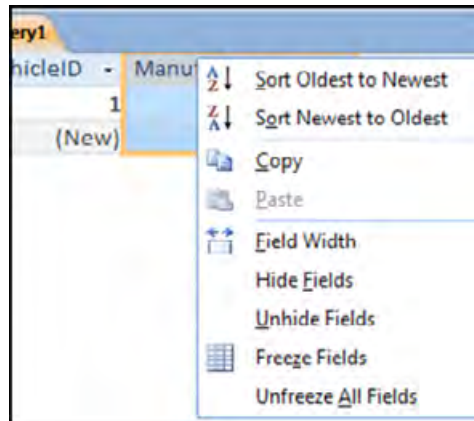 ery1
hicleID Manu
1
(New)
Sort Oldest to Newest
Sort Newest to Oldest
Copy
Paste
Field Width
Hide Fields
Unhide Fields
Freeze Fields
Unfreeze All Fields